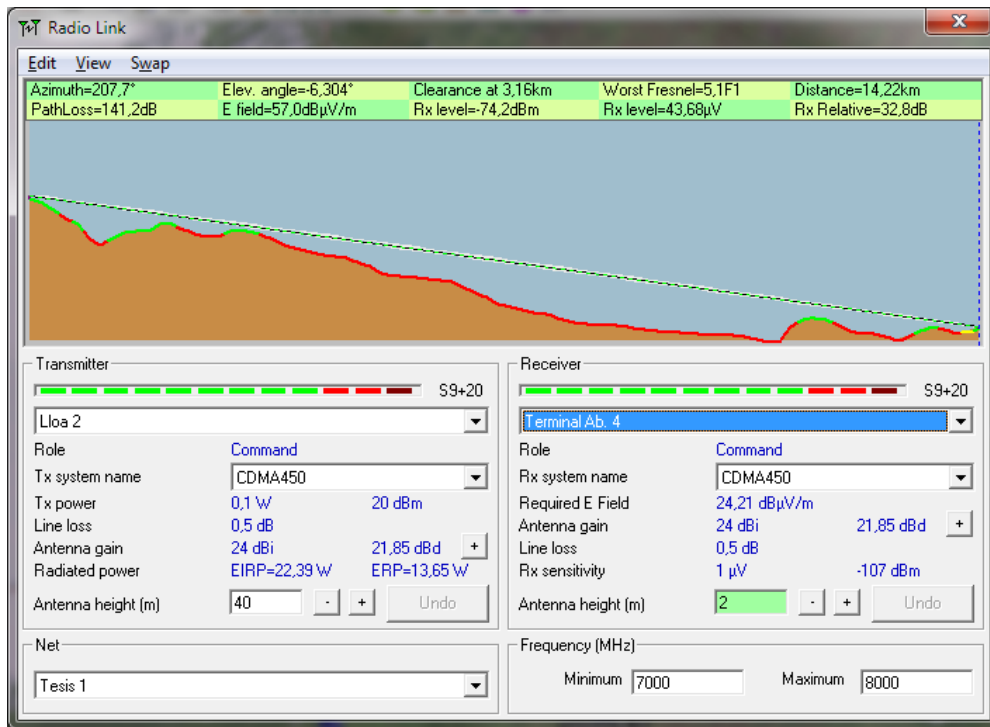 Radio Link
Edit View Swap
Azimuth=207,7° Elev. angle=-6,304° Clearance at 3,16km Worst Fresnel=5,1F1 Distance=14,22km
PathLoss=141,2dB E field=57,0dBµV/m Rx level=-74,2dBm Rx level=43,68µV Rx Relative=32,8dB
Transmitter
S9+20
Lloa 2
Role Command
Tx system name CDMA450
Tx power 0,1 W 20 dBm
Line loss 0,5 dB
Antenna gain 24 dBi 21,85 dBd +
Radiated power EIRP=22,39 W ERP=13,65 W
Antenna height (m) 40 - + Undo
Net
Tesis 1
Receiver
S9+20
Terminal Ab. 4
Role Command
Rx system name CDMA450
Required E Field 24,21 dBµV/m
Antenna gain 24 dBi 21,85 dBd +
Line loss 0,5 dB
Rx sensitivity 1 µV -107 dBm
Antenna height (m) 2 - + Undo
Frequency (MHz)
Minimum 7000 Maximum 8000